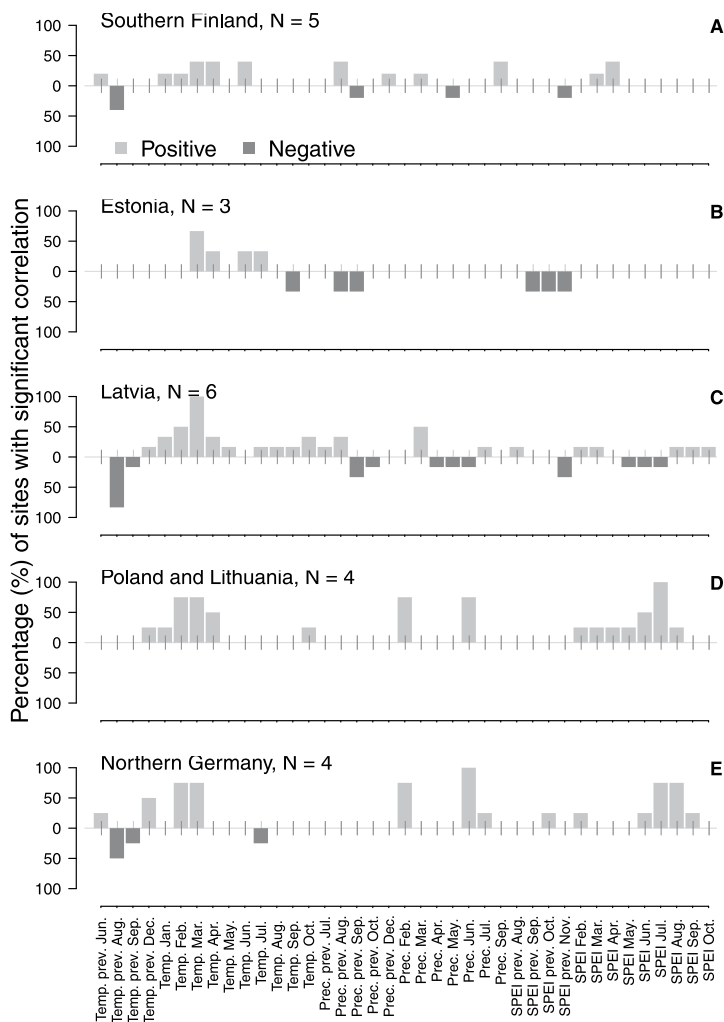 Percentage (%) of sites with significant correlation
Southern Finland, N = 5
A
100
50
0
50
100
Positive
Negative
Estonia, N = 3
B
100
50
0
50
100
Latvia, N = 6
C
100
50
0
50
100
Poland and Lithuania, N = 4
D
100
50
0
50
100
Northern Germany, N = 4
E
100
50
0
50
100
Temp. prev. Jun.
Temp. prev. Aug.
Temp. prev. Sep.
Temp. prev. Dec.
Temp. Jan.
Temp. Feb.
Temp. Mar.
Temp. Apr.
Temp. May.
Temp. Jun.
Temp. Jul.
Temp. Aug.
Temp. Sep.
Temp. Oct.
Prec. prev. Jul.
Prec. prev. Aug.
Prec. prev. Sep.
Prec. prev. Oct.
Prec. prev. Dec.
Prec. Feb.
Prec. Mar.
Prec. Apr.
Prec. May.
Prec. Jun.
Prec. Jul.
Prec. Sep.
SPEI prev. Aug.
SPEI prev. Sep.
SPEI prev. Oct.
SPEI prev. Nov.
SPEI Feb.
SPEI Mar.
SPEI Apr.
SPEI May.
SPEI Jun.
SPEI Jul.
SPEI Aug.
SPEI Sep.
SPEI Oct.